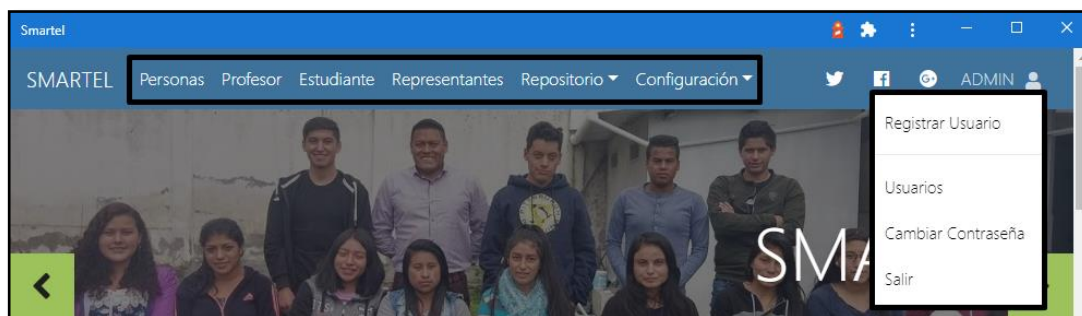 Smartel
SMARTEL Personas Profesor Estudiante Representantes Repositorio Configuración ADMIN
Registrar Usuario
Usuarios
Cambiar Contraseña
Salir
SMA